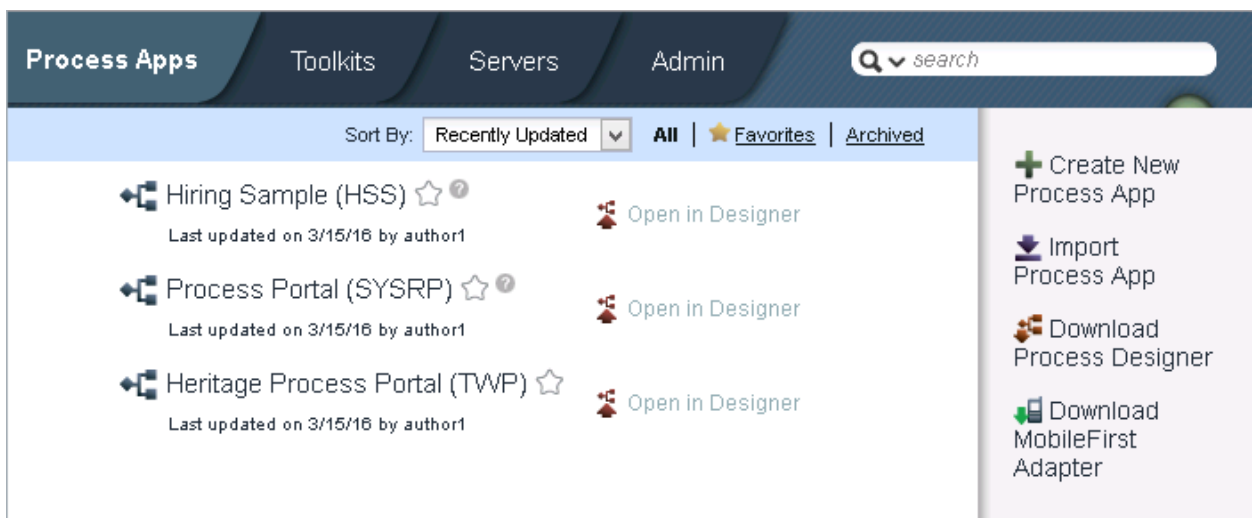 Process Apps Toolkits Servers Admin search
Sort By: Recently Updated All | Favorites | Archived
Hiring Sample (HSS) ?
Open in Designer
Last updated on 3/15/16 by author1
Process Portal (SYSRP) ?
Open in Designer
Last updated on 3/15/16 by author1
Heritage Process Portal (TWP)
Open in Designer
Last updated on 3/15/16 by author1
Create New
Process App
Import
Process App
Download
Process Designer
Download
MobileFirst
Adapter